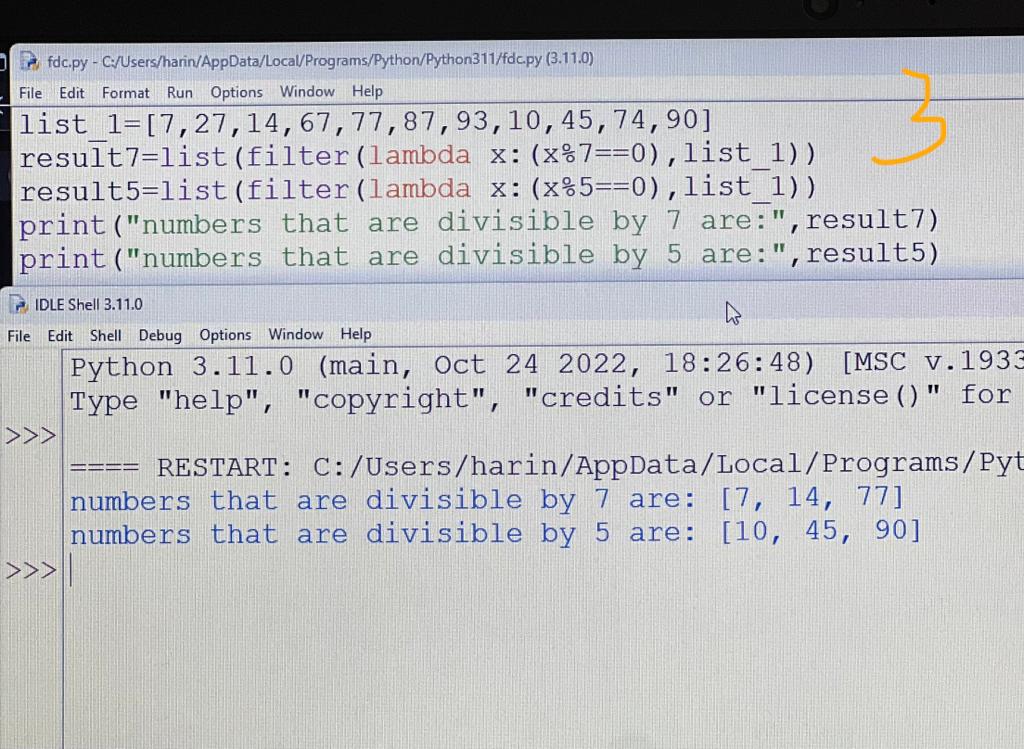 fdc.py - C:/Users/harin/AppData/Local/Programs/Python/Python311/fdc.py (3.11.0)
File Edit Format Run Options Window Help
3
list_1=[7,27,14,67,77,87,93,10,45,74,90]
result7=list(filter(lambda x:(x%7==0),list_1))
result5=list(filter(lambda x:(x%5==0),list_1))
print("numbers that are divisible by 7 are:",result7)
print("numbers that are divisible by 5 are:",result5)
IDLE Shell 3.11.0
File Edit Shell Debug Options Window Help
Python 3.11.0 (main, Oct 24 2022, 18:26:48) [MSC v.1933
Type "help", "copyright", "credits" or "license()" for
>>>
==== RESTART: C:/Users/harin/AppData/Local/Programs/Pyt
numbers that are divisible by 7 are: [7, 14, 77]
numbers that are divisible by 5 are: [10, 45, 90]
>>>